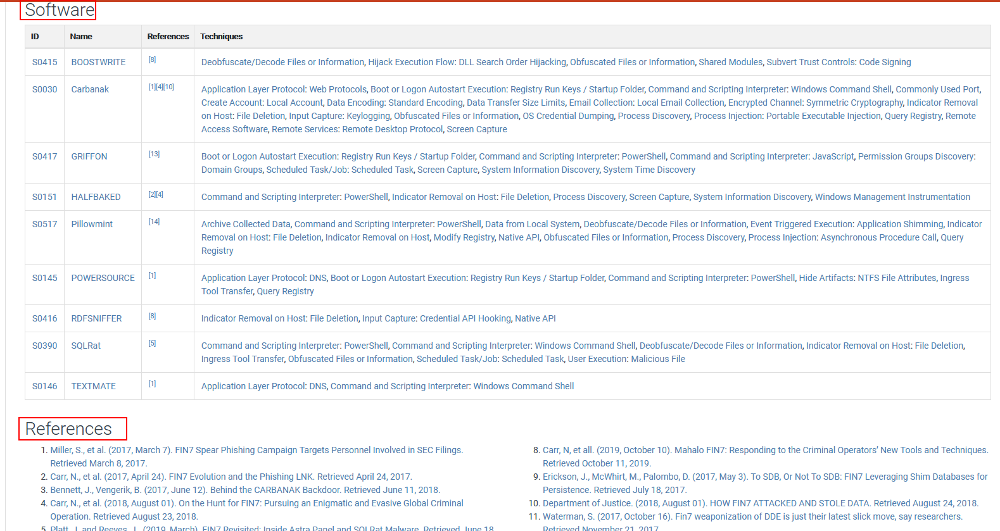 Software
ID Name References Techniques
S0415 BOOSTWRITE [8] Deobfuscate/Decode Files or Information, Hijack Execution Flow: DLL Search Order Hijacking, Obfuscated Files or Information, Shared Modules, Subvert Trust Controls: Code Signing
S0030 Carbanak [1][4][10] Application Layer Protocol: Web Protocols, Boot or Logon Autostart Execution: Registry Run Keys / Startup Folder, Command and Scripting Interpreter: Windows Command Shell, Commonly Used Port,
Create Account: Local Account, Data Encoding: Standard Encoding, Data Transfer Size Limits, Email Collection: Local Email Collection, Encrypted Channel: Symmetric Cryptography, Indicator Removal
on Host: File Deletion, Input Capture: Keylogging, Obfuscated Files or Information, OS Credential Dumping, Process Discovery, Process Injection: Portable Executable Injection, Query Registry, Remote
Access Software, Remote Services: Remote Desktop Protocol, Screen Capture
S0417 GRIFFON [13] Boot or Logon Autostart Execution: Registry Run Keys / Startup Folder, Command and Scripting Interpreter: PowerShell, Command and Scripting Interpreter: JavaScript, Permission Groups Discovery:
Domain Groups, Scheduled Task/Job: Scheduled Task, Screen Capture, System Information Discovery, System Time Discovery
S0151 HALFBAKED [2][4] Command and Scripting Interpreter: PowerShell, Indicator Removal on Host: File Deletion, Process Discovery, Screen Capture, System Information Discovery, Windows Management Instrumentation
S0517 Pillowmint [14] Archive Collected Data, Command and Scripting Interpreter: PowerShell, Data from Local System, Deobfuscate/Decode Files or Information, Event Triggered Execution: Application Shimming, Indicator
Removal on Host: File Deletion, Indicator Removal on Host, Modify Registry, Native API, Obfuscated Files or Information, Process Discovery, Process Injection: Asynchronous Procedure Call, Query
Registry
S0145 POWERSOURCE [1] Application Layer Protocol: DNS, Boot or Logon Autostart Execution: Registry Run Keys / Startup Folder, Command and Scripting Interpreter: PowerShell, Hide Artifacts: NTFS File Attributes, Ingress
Tool Transfer, Query Registry
S0416 RDFSNIFFER [8] Indicator Removal on Host: File Deletion, Input Capture: Credential API Hooking, Native API
S0390 SQLRat [5] Command and Scripting Interpreter: PowerShell, Command and Scripting Interpreter: Windows Command Shell, Deobfuscate/Decode Files or Information, Indicator Removal on Host: File Deletion,
Ingress Tool Transfer, Obfuscated Files or Information, Scheduled Task/Job: Scheduled Task, User Execution: Malicious File
S0146 TEXTMATE [1] Application Layer Protocol: DNS, Command and Scripting Interpreter: Windows Command Shell
References
1. Miller, S., et al. (2017, March 7). FIN7 Spear Phishing Campaign Targets Personnel Involved in SEC Filings.
Retrieved March 8, 2017.
2. Carr, N., et al. (2017, April 24). FIN7 Evolution and the Phishing LNK. Retrieved April 24, 2017.
3. Bennett, J., Vengerik, B. (2017, June 12). Behind the CARBANAK Backdoor. Retrieved June 11, 2018.
4. Carr, N., et al. (2018, August 01). On the Hunt for FIN7: Pursuing an Enigmatic and Evasive Global Criminal
Operation. Retrieved August 23, 2018.
5. Platt, J. and Reeves, J.. (2019, March). FIN7 Revisited: Inside Astra Panel and SQLRat Malware. Retrieved June 18,
8. Carr, N, et all. (2019, October 10). Mahalo FIN7: Responding to the Criminal Operators' New Tools and Techniques.
Retrieved October 11, 2019.
9. Erickson, J., McWhirt, M., Palombo, D. (2017, May 3). To SDB, Or Not To SDB: FIN7 Leveraging Shim Databases for
Persistence. Retrieved July 18, 2017.
10. Department of Justice. (2018, August 01). HOW FIN7 ATTACKED AND STOLE DATA. Retrieved August 24, 2018.
11. Waterman, S. (2017, October 16). Fin7 weaponization of DDE is just their latest slick move, say researchers.
Retrieved November 21, 2017.